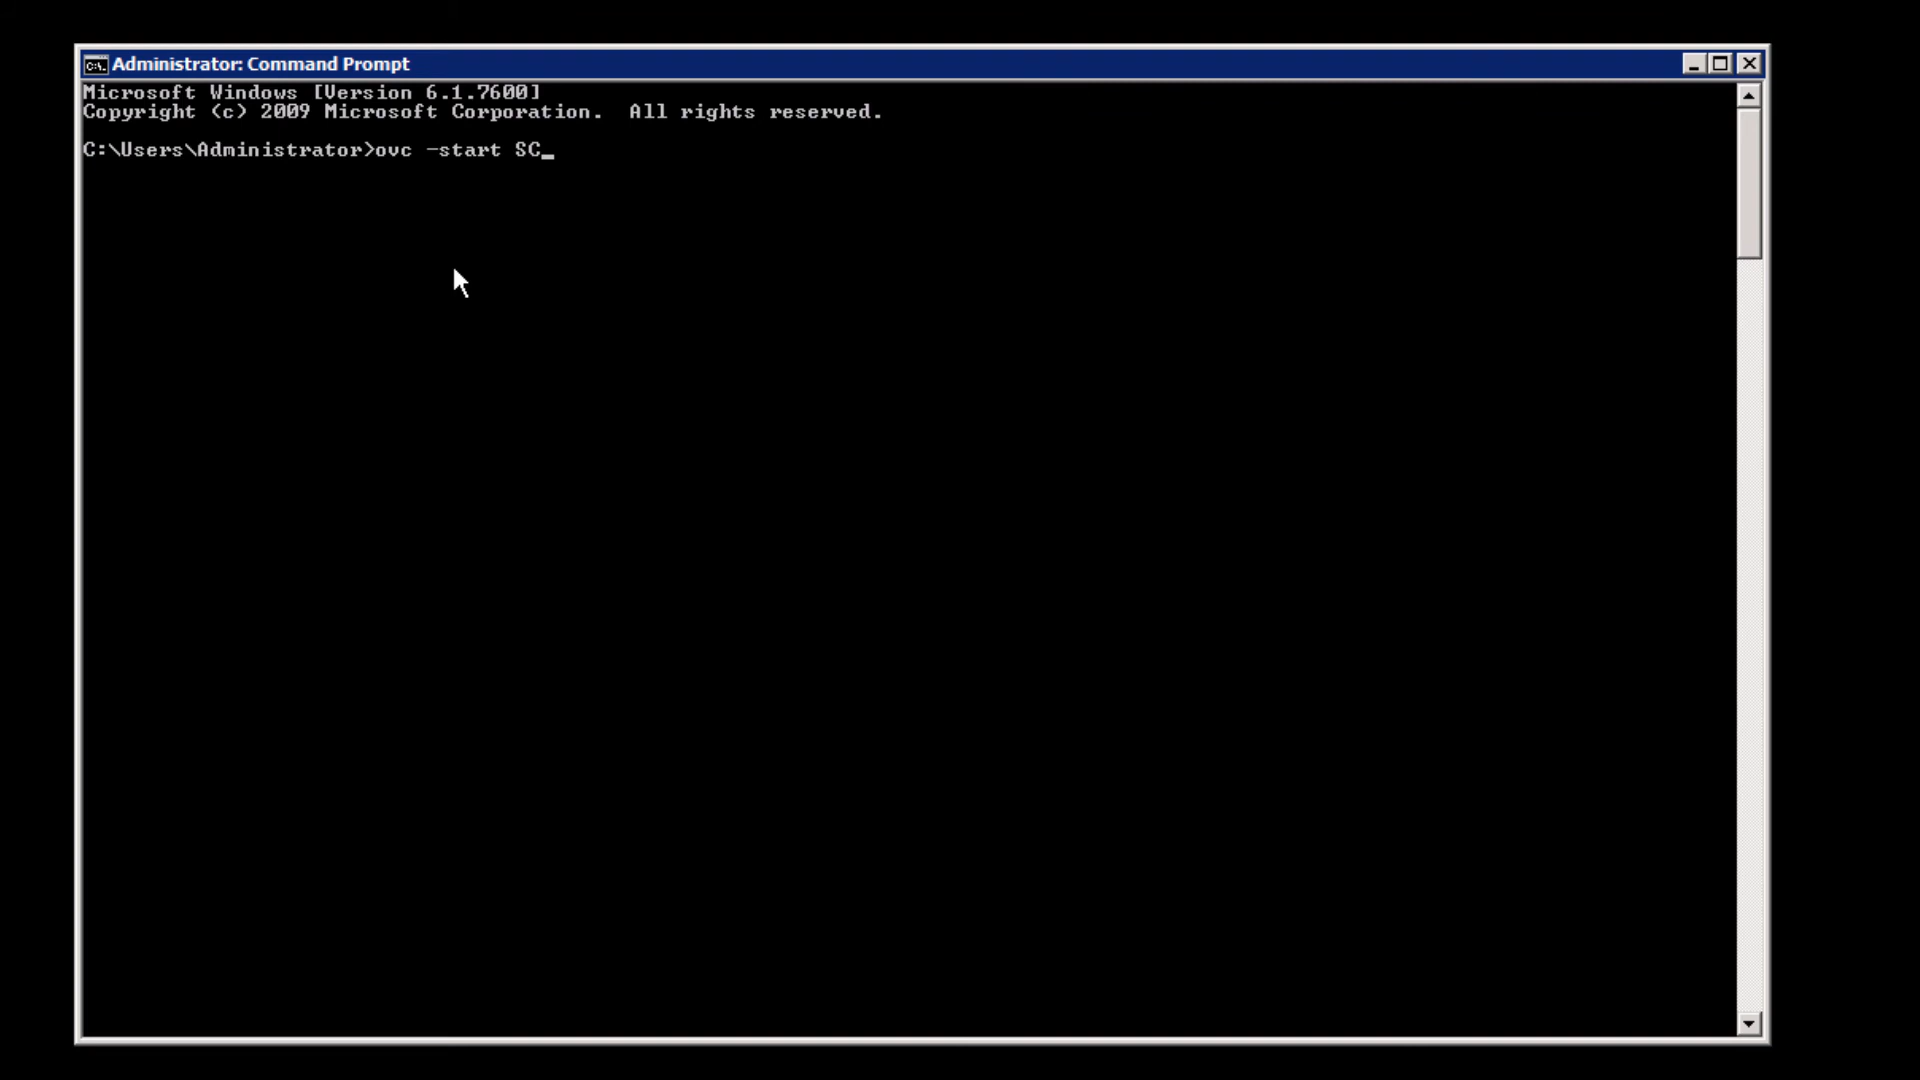 Administrator: Command Prompt
Microsoft Windows [Version 6.1.7600]
Copyright (c) 2009 Microsoft Corporation.  All rights reserved.
C:\Users\Administrator>ovc -start SC_